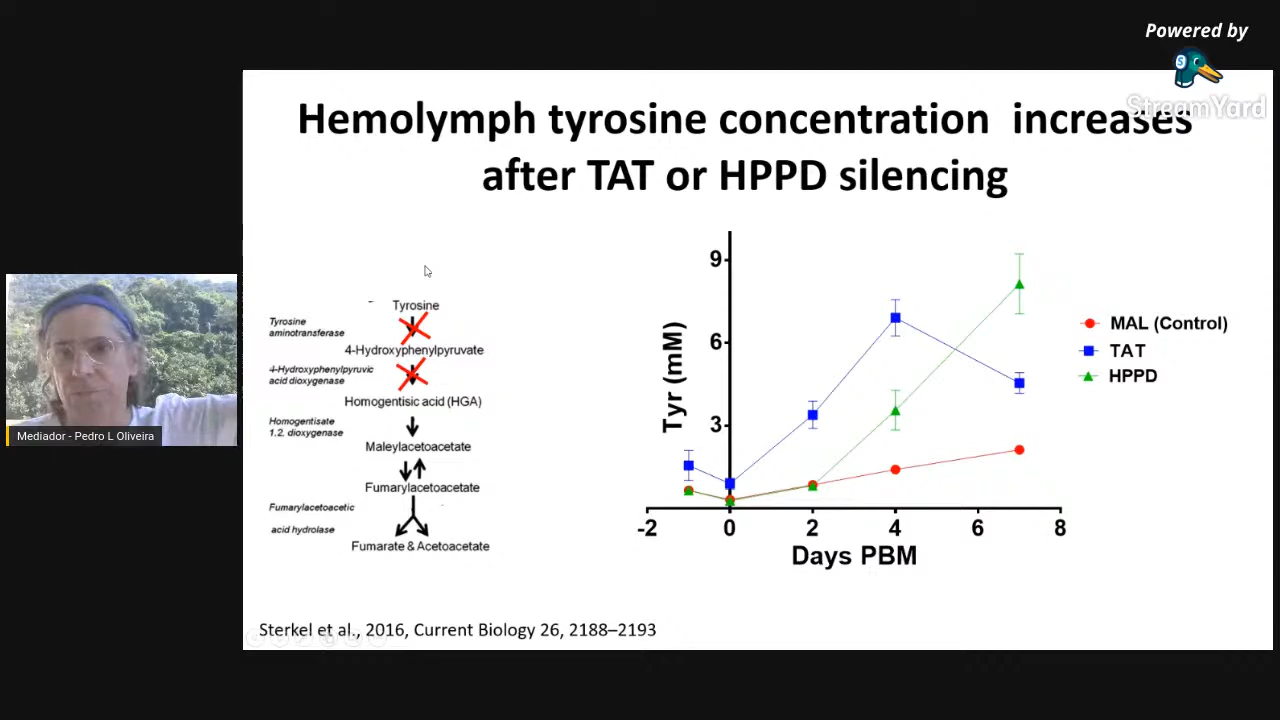 Powered by
StreamYard
Hemolymph tyrosine concentration increases
after TAT or HPPD silencing
Tyrosine
Tyrosine
aminotransferase
4-Hydroxyphenylpyruvate
4-Hydroxyphenylpyruvic
acid dioxygenase
Homogentisic acid (HGA)
Homogentisate
1,2, dioxygenase
Maleylacetoacetate
Fumarylacetoacetate
Fumarylacetoacetic
acid hydrolase
Fumarate & Acetoacetate
Tyr (mM)
9
6
3
-2 0 2 4 6 8
Days PBM
MAL (Control)
TAT
HPPD
Mediador - Pedro L Oliveira
Sterkel et al., 2016, Current Biology 26, 2188–2193